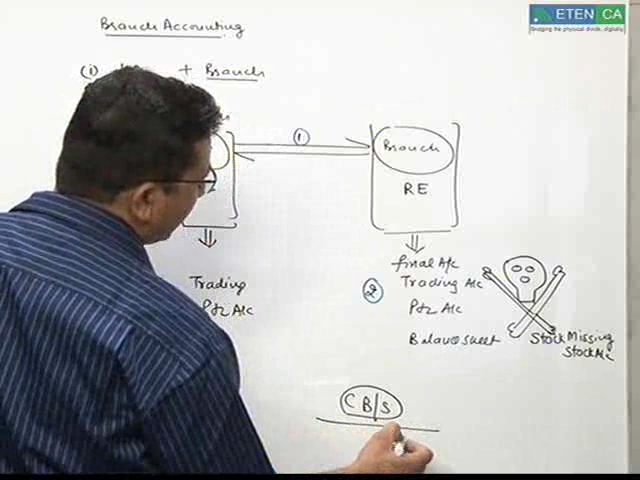 ETEN CA
Bridging the physical divide, digitally
Branch Accounting
(i) + Branch
1
Branch
RE
Trading
P&L A/c
2
final A/c
Trading A/c
P&L A/c
Balance sheet
Stock Missing
Stock A/c
CB/S